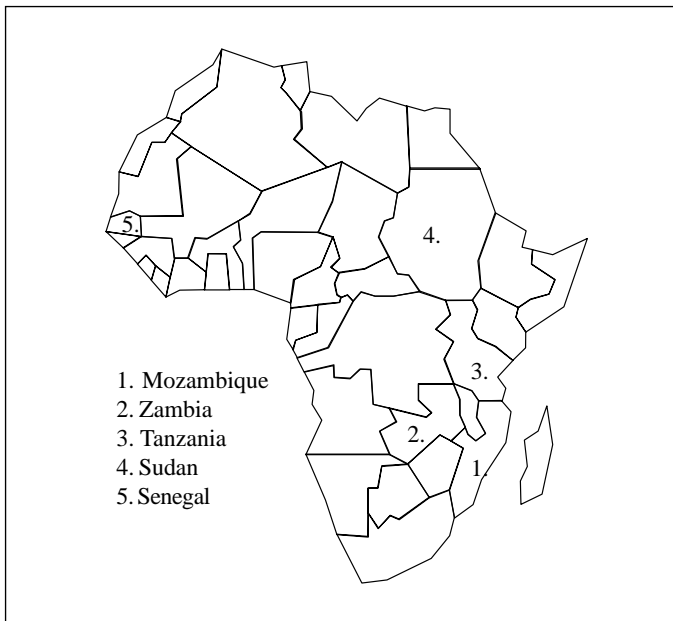 5.
4.
3.
2.
1.
1. Mozambique
2. Zambia
3. Tanzania
4. Sudan
5. Senegal